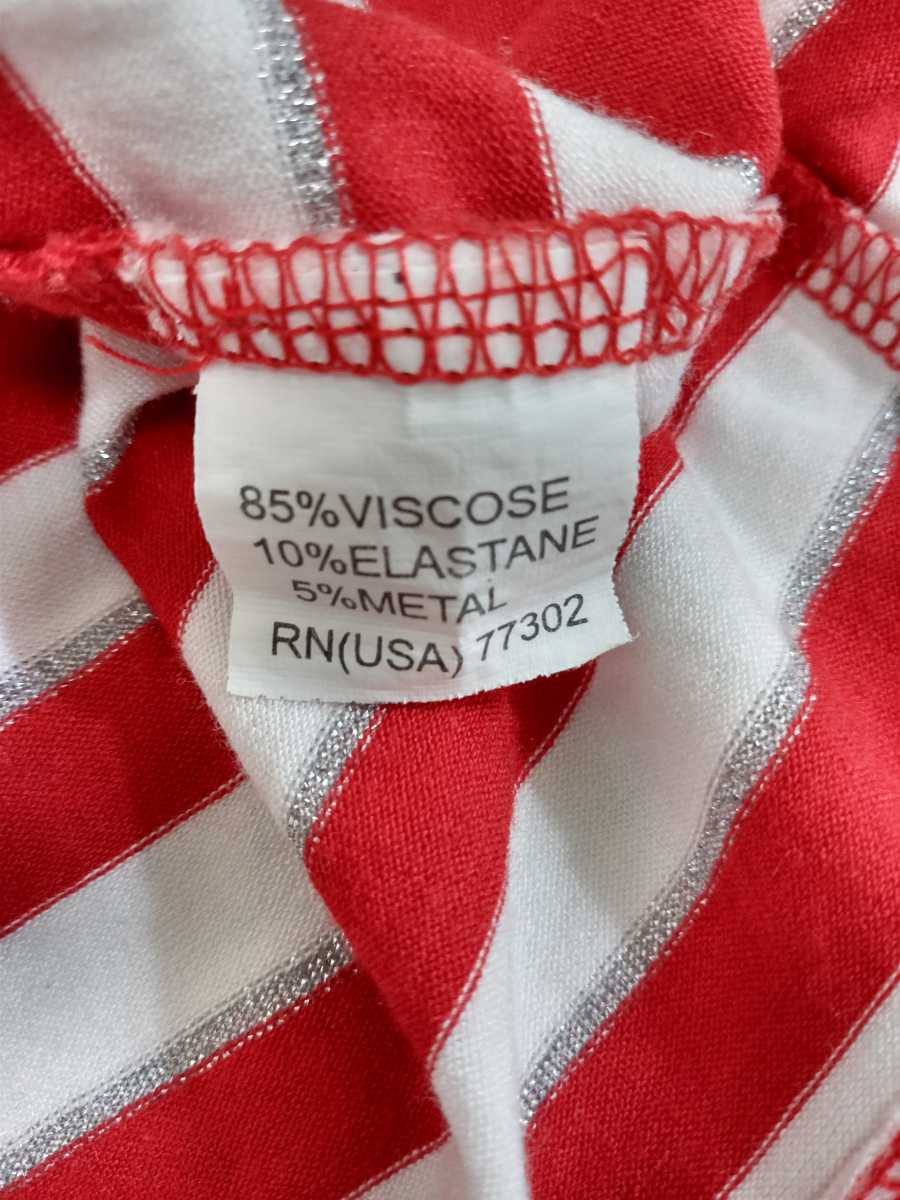 85%VISCOSE
10%ELASTANE
5%METAL
RN(USA) 77302